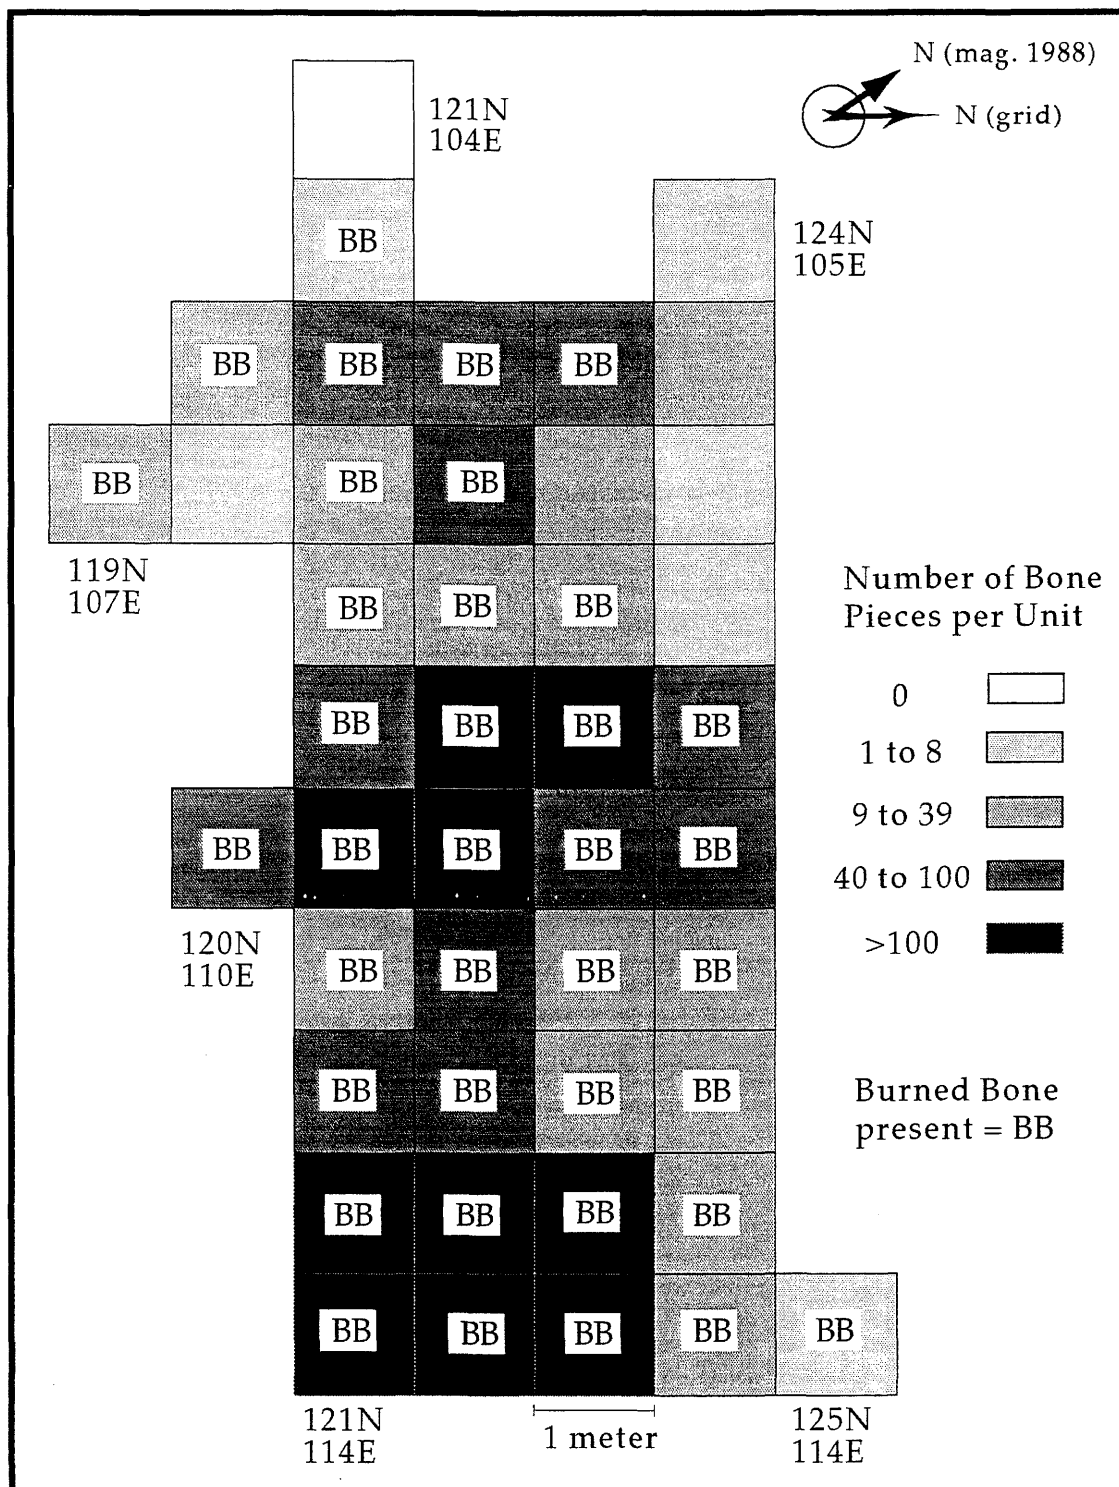 N (mag. 1988)
N (grid)
121N
104E
BB
124N
105E
BB BB BB BB
BB BB BB
119N
107E
BB BB BB
BB BB BB BB
BB BB BB BB BB
120N
110E
BB BB BB BB
BB BB BB BB
BB BB BB BB
BB BB BB BB BB
121N
114E
1 meter
125N
114E
Number of Bone
Pieces per Unit
0
1 to 8
9 to 39
40 to 100
>100
Burned Bone
present = BB